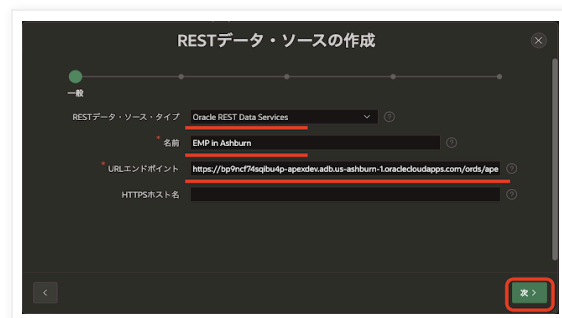 RESTデータ・ソースの作成
一般
RESTデータ・ソース・タイプ Oracle REST Data Services
* 名前 EMP in Ashburn
* URLエンドポイント https://bp9ncf74sqibu4p-apexdev.adb.us-ashburn-1.oraclecloudapps.com/ords/ape
HTTPSホスト名
次